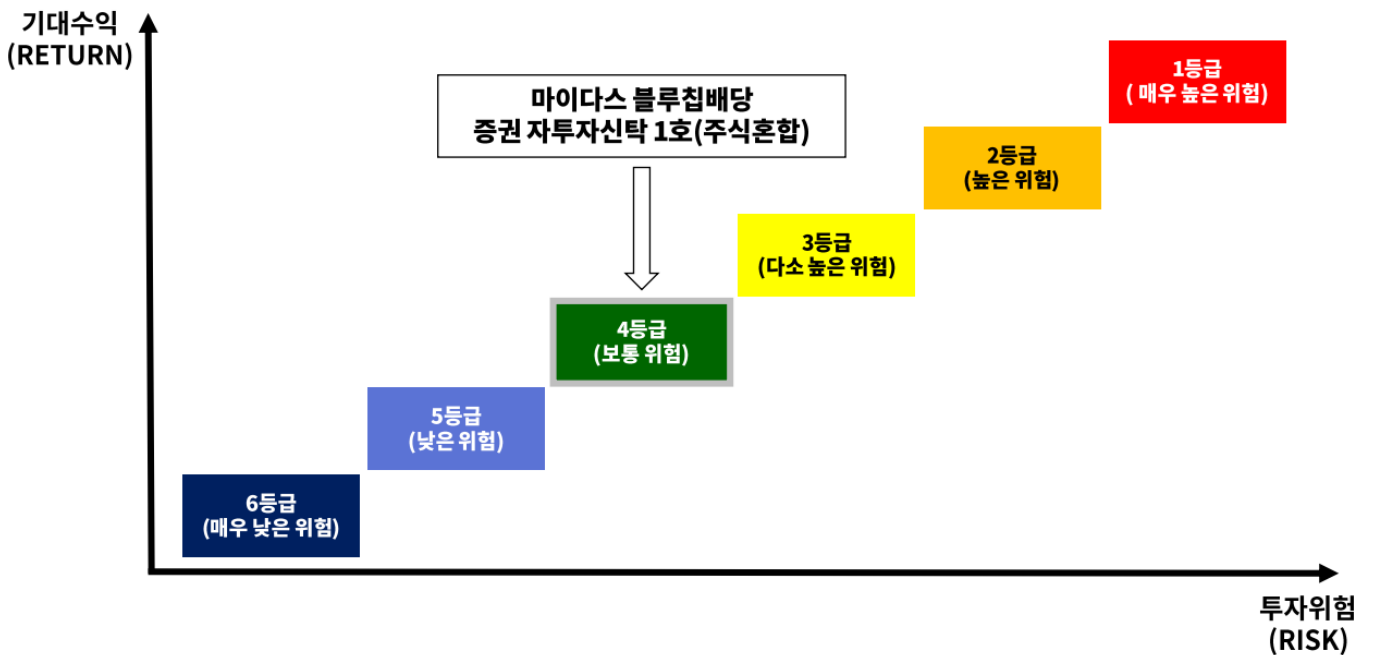 기대수익
(RETURN)
마이다스 블루칩배당
증권 자투자신탁 1호(주식혼합)
1등급
( 매우 높은 위험)
2등급
(높은 위험)
3등급
(다소 높은 위험)
4등급
(보통 위험)
5등급
(낮은 위험)
6등급
(매우 낮은 위험)
투자위험
(RISK)